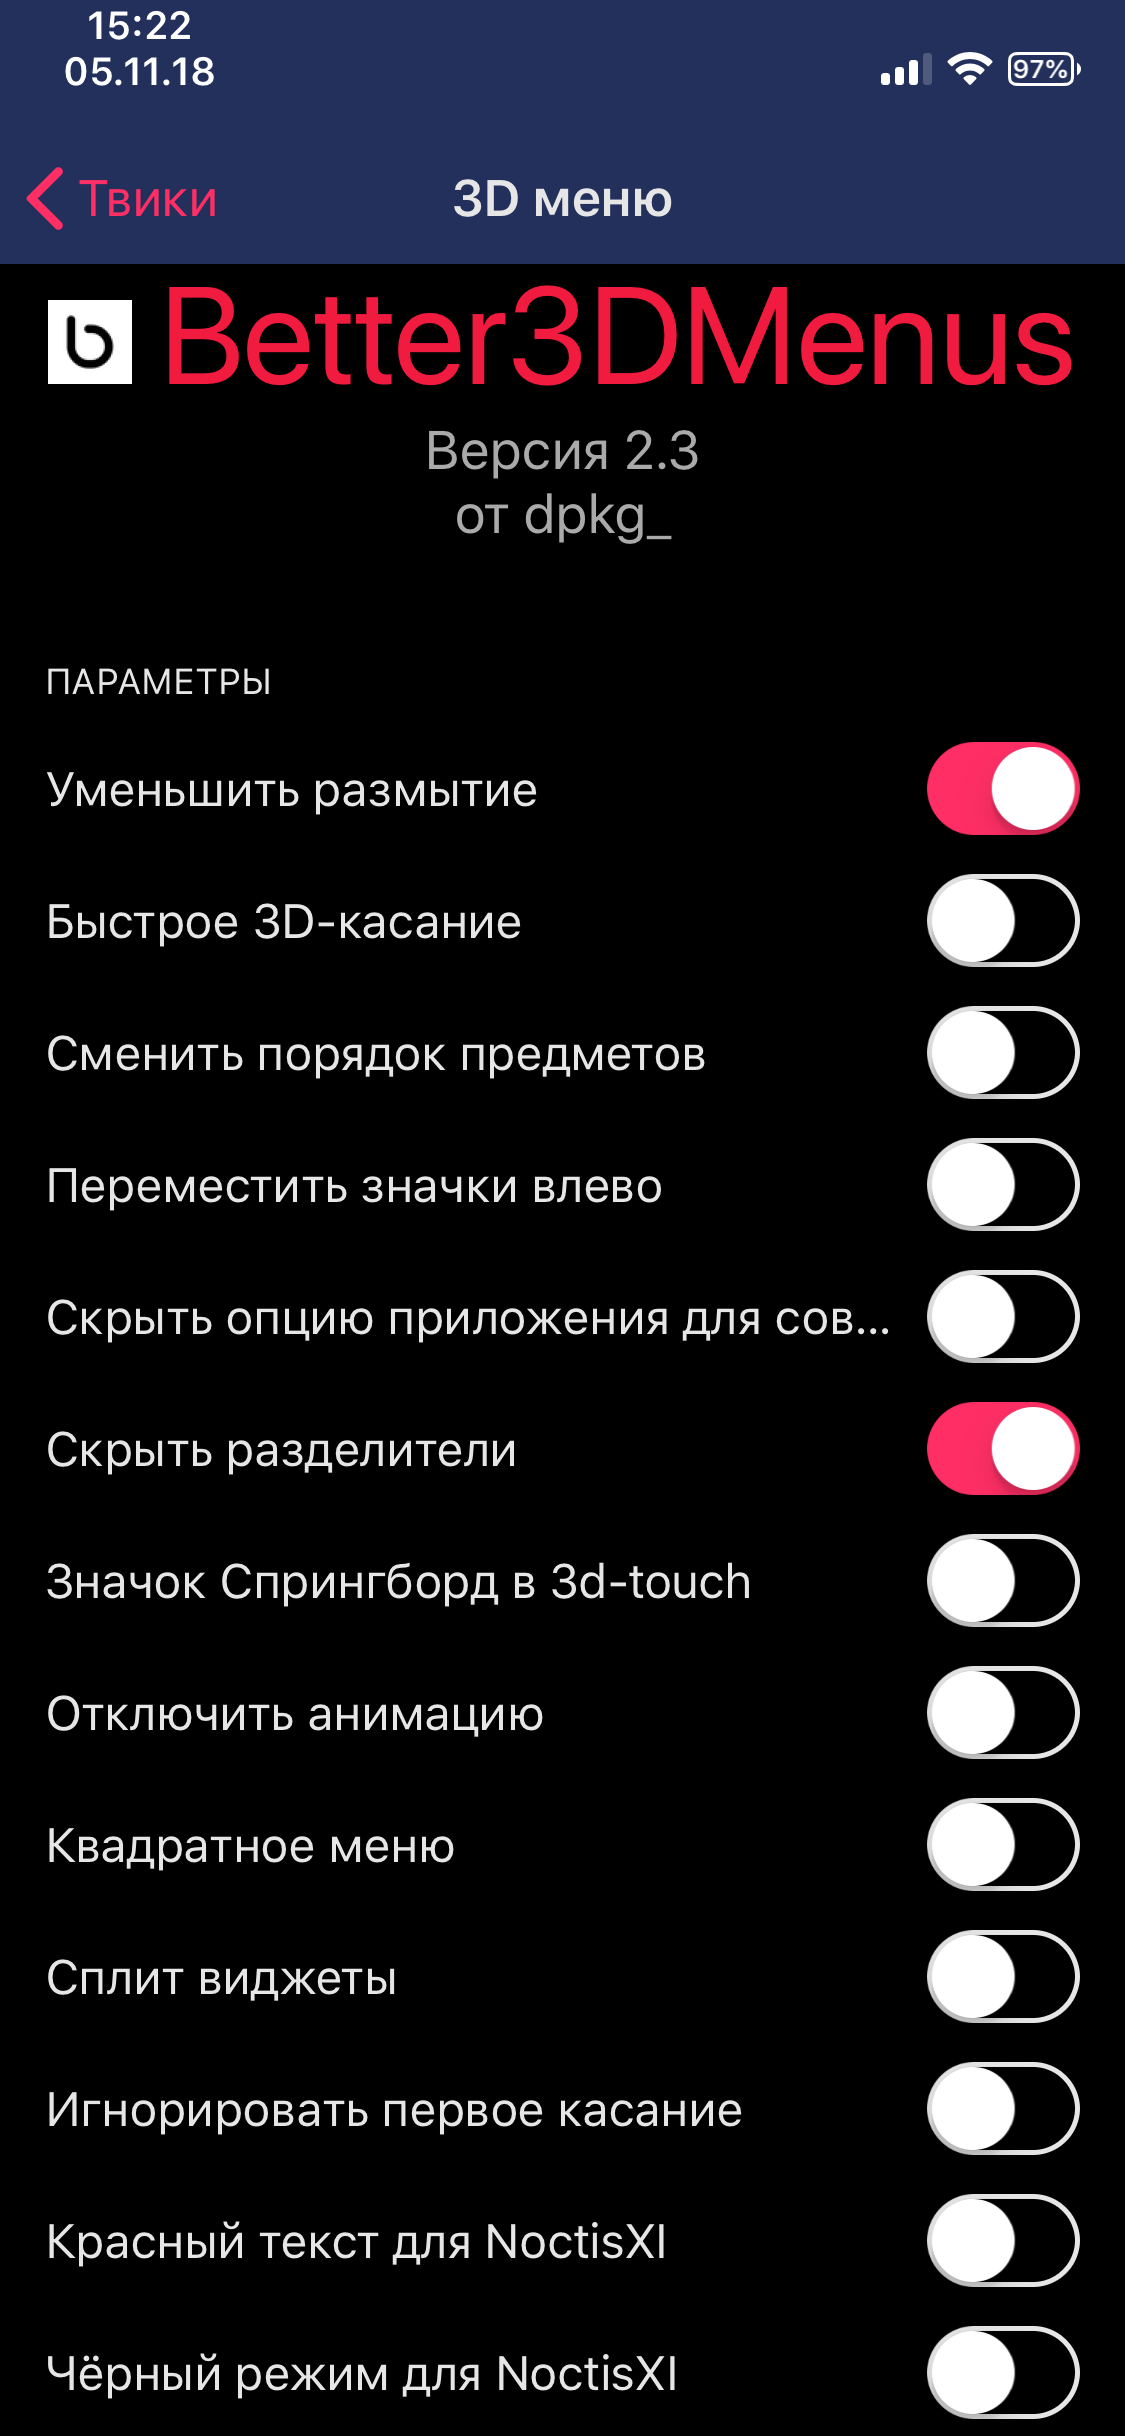 15:22
05.11.18
97%
Твики
3D меню
b Better3DMenus
Версия 2.3
от dpkg_
ПАРАМЕТРЫ
Уменьшить размытие
Быстрое 3D-касание
Сменить порядок предметов
Переместить значки влево
Скрыть опцию приложения для сов...
Скрыть разделители
Значок Спрингборд в 3d-touch
Отключить анимацию
Квадратное меню
Сплит виджеты
Игнорировать первое касание
Красный текст для NoctisXI
Чёрный режим для NoctisXI